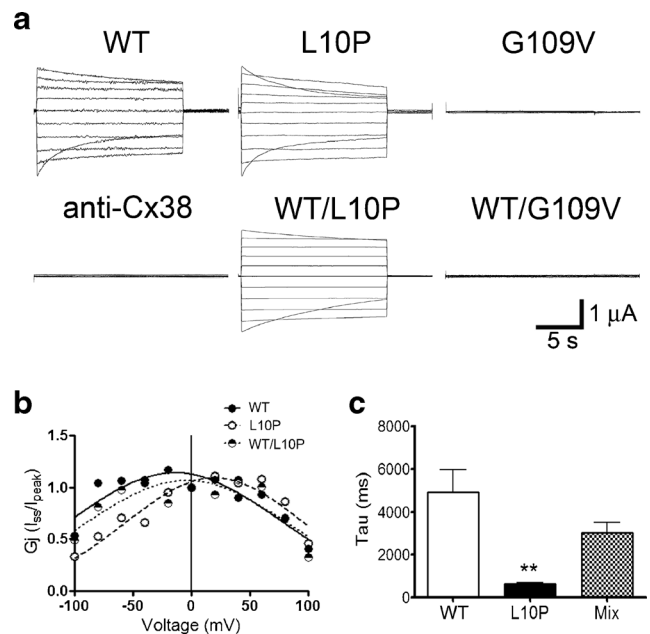 a
WT
L10P
G109V
anti-Cx38
WT/L10P
WT/G109V
1 µA
5 s
b
WT
L10P
WT/L10P
Gj (Iss/Ipeak)
1.5
1.0
0.5
0.0
-100
-50
0
50
100
Voltage (mV)
c
Tau (ms)
8000
6000
4000
2000
0
**
WT
L10P
Mix